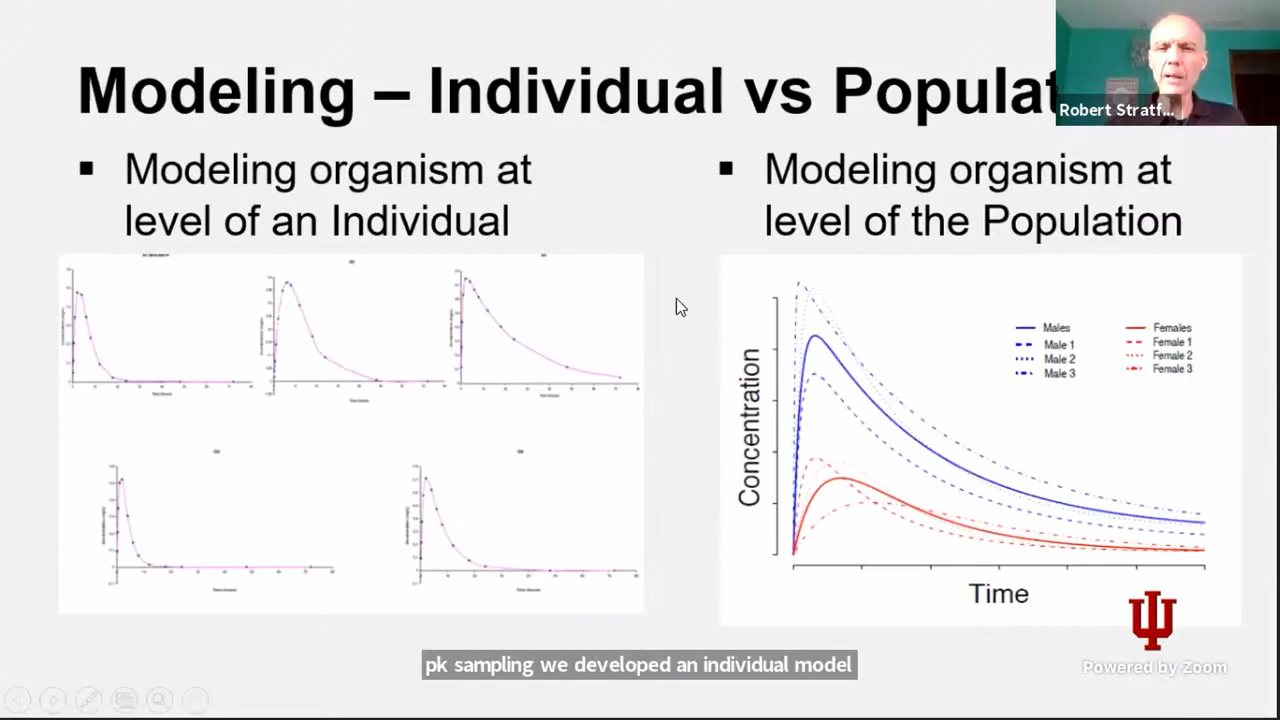 Modeling – Individual vs Populat
Robert Stratf...
▪ Modeling organism at
level of an Individual
▪ Modeling organism at
level of the Population
Males
Male 1
Male 2
Male 3
Females
Female 1
Female 2
Female 3
Concentration
Time
pk sampling we developed an individual model
Powered by Zoom